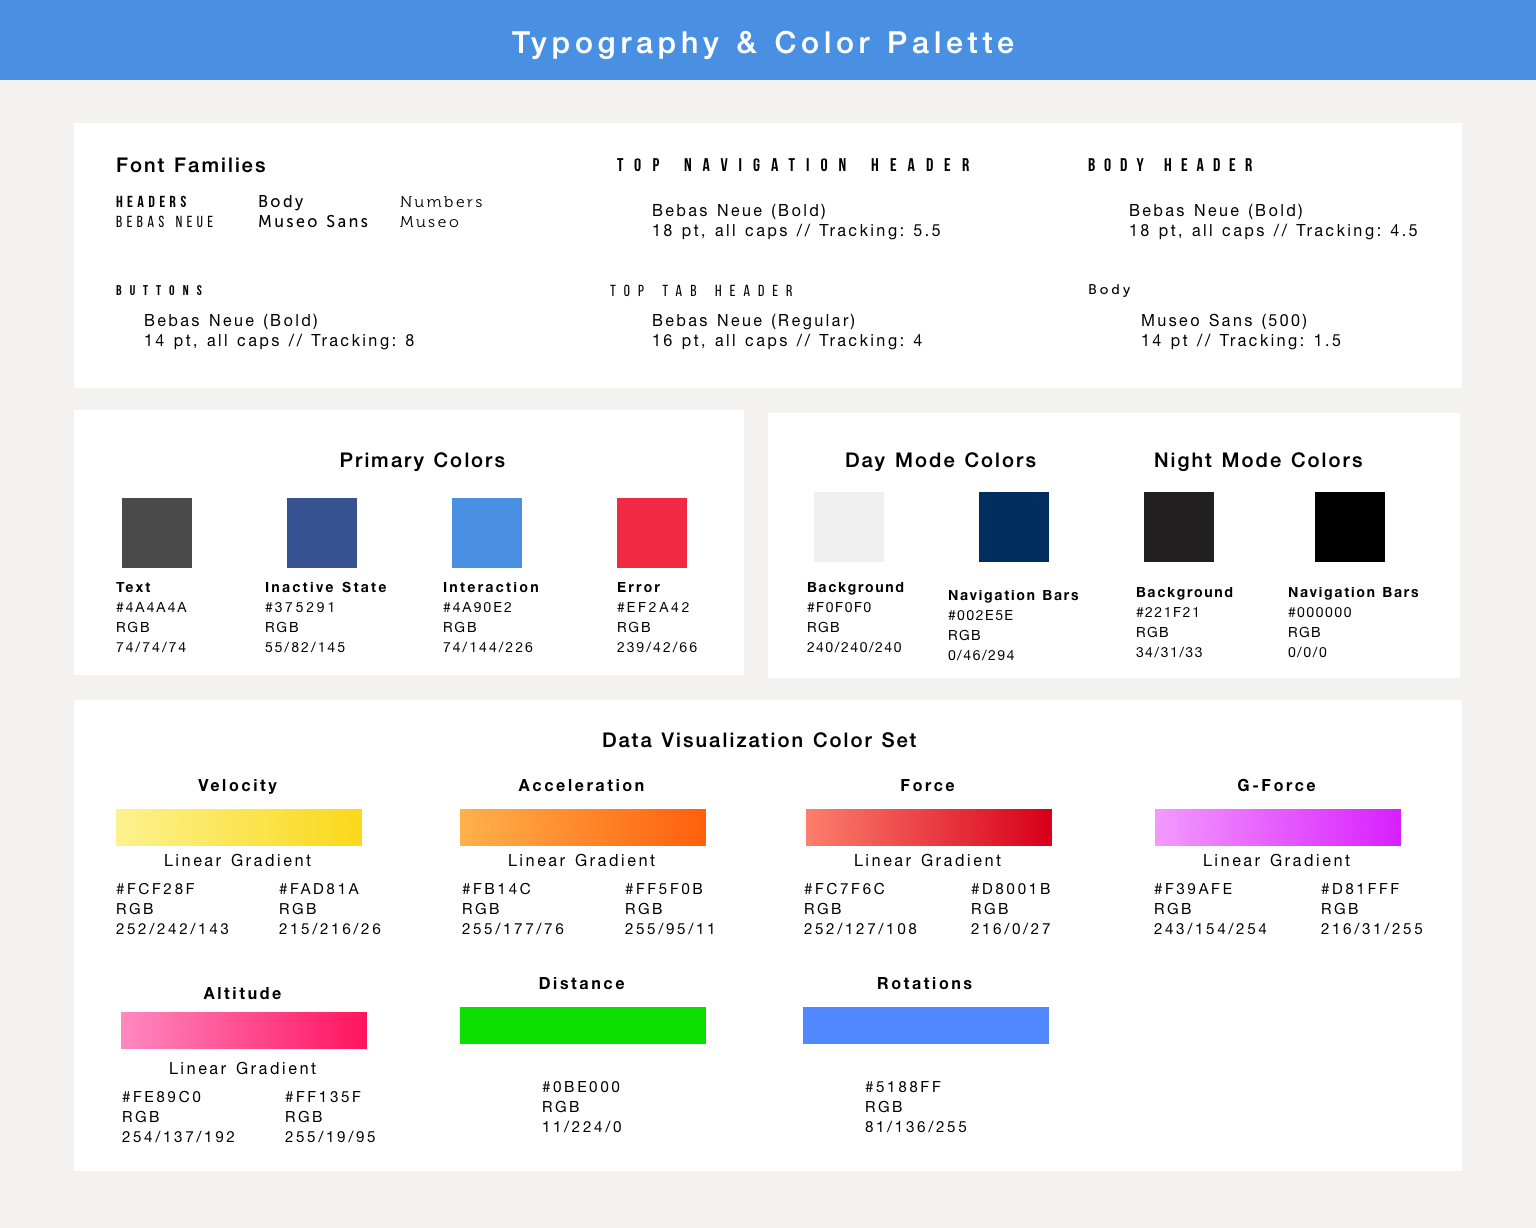 Typography & Color Palette
Font Families
HEADERS
BEBAS NEUE
Body
Museo Sans
Numbers
Museo
TOP NAVIGATION HEADER
Bebas Neue (Bold)
18 pt, all caps // Tracking: 5.5
BODY HEADER
Bebas Neue (Bold)
18 pt, all caps // Tracking: 4.5
BUTTONS
Bebas Neue (Bold)
14 pt, all caps // Tracking: 8
TOP TAB HEADER
Bebas Neue (Regular)
16 pt, all caps // Tracking: 4
Body
Museo Sans (500)
14 pt // Tracking: 1.5
Primary Colors
Text
#4A4A4A
RGB
74/74/74
Inactive State
#375291
RGB
55/82/145
Interaction
#4A90E2
RGB
74/144/226
Error
#EF2A42
RGB
239/42/66
Day Mode Colors
Background
#F0F0F0
RGB
240/240/240
Navigation Bars
#002E5E
RGB
0/46/294
Night Mode Colors
Background
#221F21
RGB
34/31/33
Navigation Bars
#000000
RGB
0/0/0
Data Visualization Color Set
Velocity
Linear Gradient
#FCF28F
RGB
252/242/143
#FAD81A
RGB
215/216/26
Acceleration
Linear Gradient
#FB14C
RGB
255/177/76
#FF5F0B
RGB
255/95/11
Force
Linear Gradient
#FC7F6C
RGB
252/127/108
#D8001B
RGB
216/0/27
G-Force
Linear Gradient
#F39AFE
RGB
243/154/254
#D81FFF
RGB
216/31/255
Altitude
Linear Gradient
#FE89C0
RGB
254/137/192
#FF135F
RGB
255/19/95
Distance
#0BE000
RGB
11/224/0
Rotations
#5188FF
RGB
81/136/255